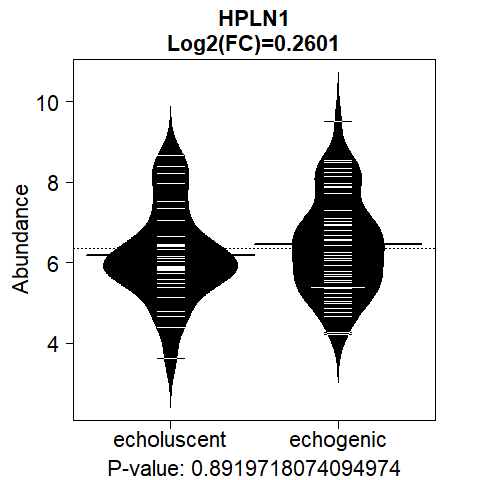 HPLN1
Log2(FC)=0.2601
Abundance
10
8
6
4
echoluscent echogenic
P-value: 0.8919718074094974